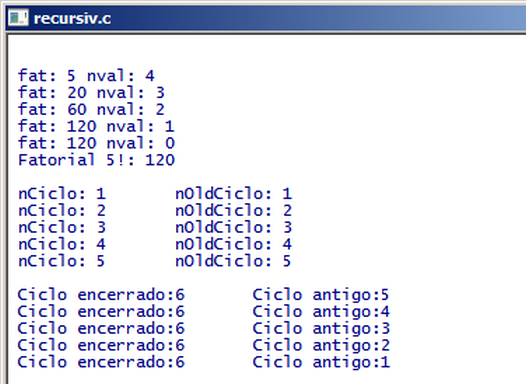 recursiv.c
fat: 5 nval: 4
fat: 20 nval: 3
fat: 60 nval: 2
fat: 120 nval: 1
fat: 120 nval: 0
Fatorial 5!: 120
nCiclo: 1 nOldCiclo: 1
nCiclo: 2 nOldCiclo: 2
nCiclo: 3 nOldCiclo: 3
nCiclo: 4 nOldCiclo: 4
nCiclo: 5 nOldCiclo: 5
Ciclo encerrado:6 Ciclo antigo:5
Ciclo encerrado:6 Ciclo antigo:4
Ciclo encerrado:6 Ciclo antigo:3
Ciclo encerrado:6 Ciclo antigo:2
Ciclo encerrado:6 Ciclo antigo:1